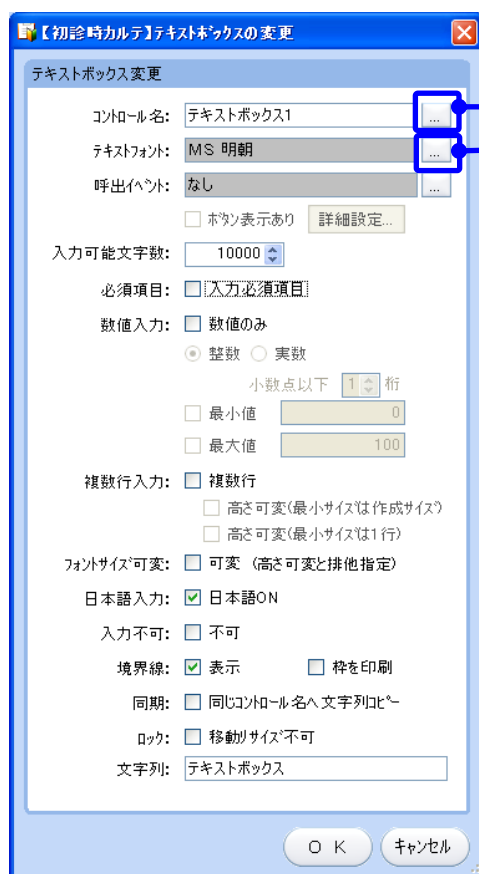 【初診時カルテ】テキストボックスの変更
テキストボックス変更
コントロール名: テキストボックス1 ...
テキストフォント: MS 明朝 ...
呼出イベント: なし ...
ボタン表示あり 詳細設定...
入力可能文字数: 10000
必須項目: 入力必須項目
数値入力: 数値のみ
整数 実数
小数点以下 1 桁
最小値 0
最大値 100
複数行入力: 複数行
高さ可変(最小サイズは作成サイズ)
高さ可変(最小サイズは1行)
フォントサイズ可変: 可変 (高さ可変と排他指定)
日本語入力: 日本語ON
入力不可: 不可
境界線: 表示 枠を印刷
同期: 同じコントロール名へ文字列コピー
ロック: 移動リサイズ不可
文字列: テキストボックス
OK キャンセル